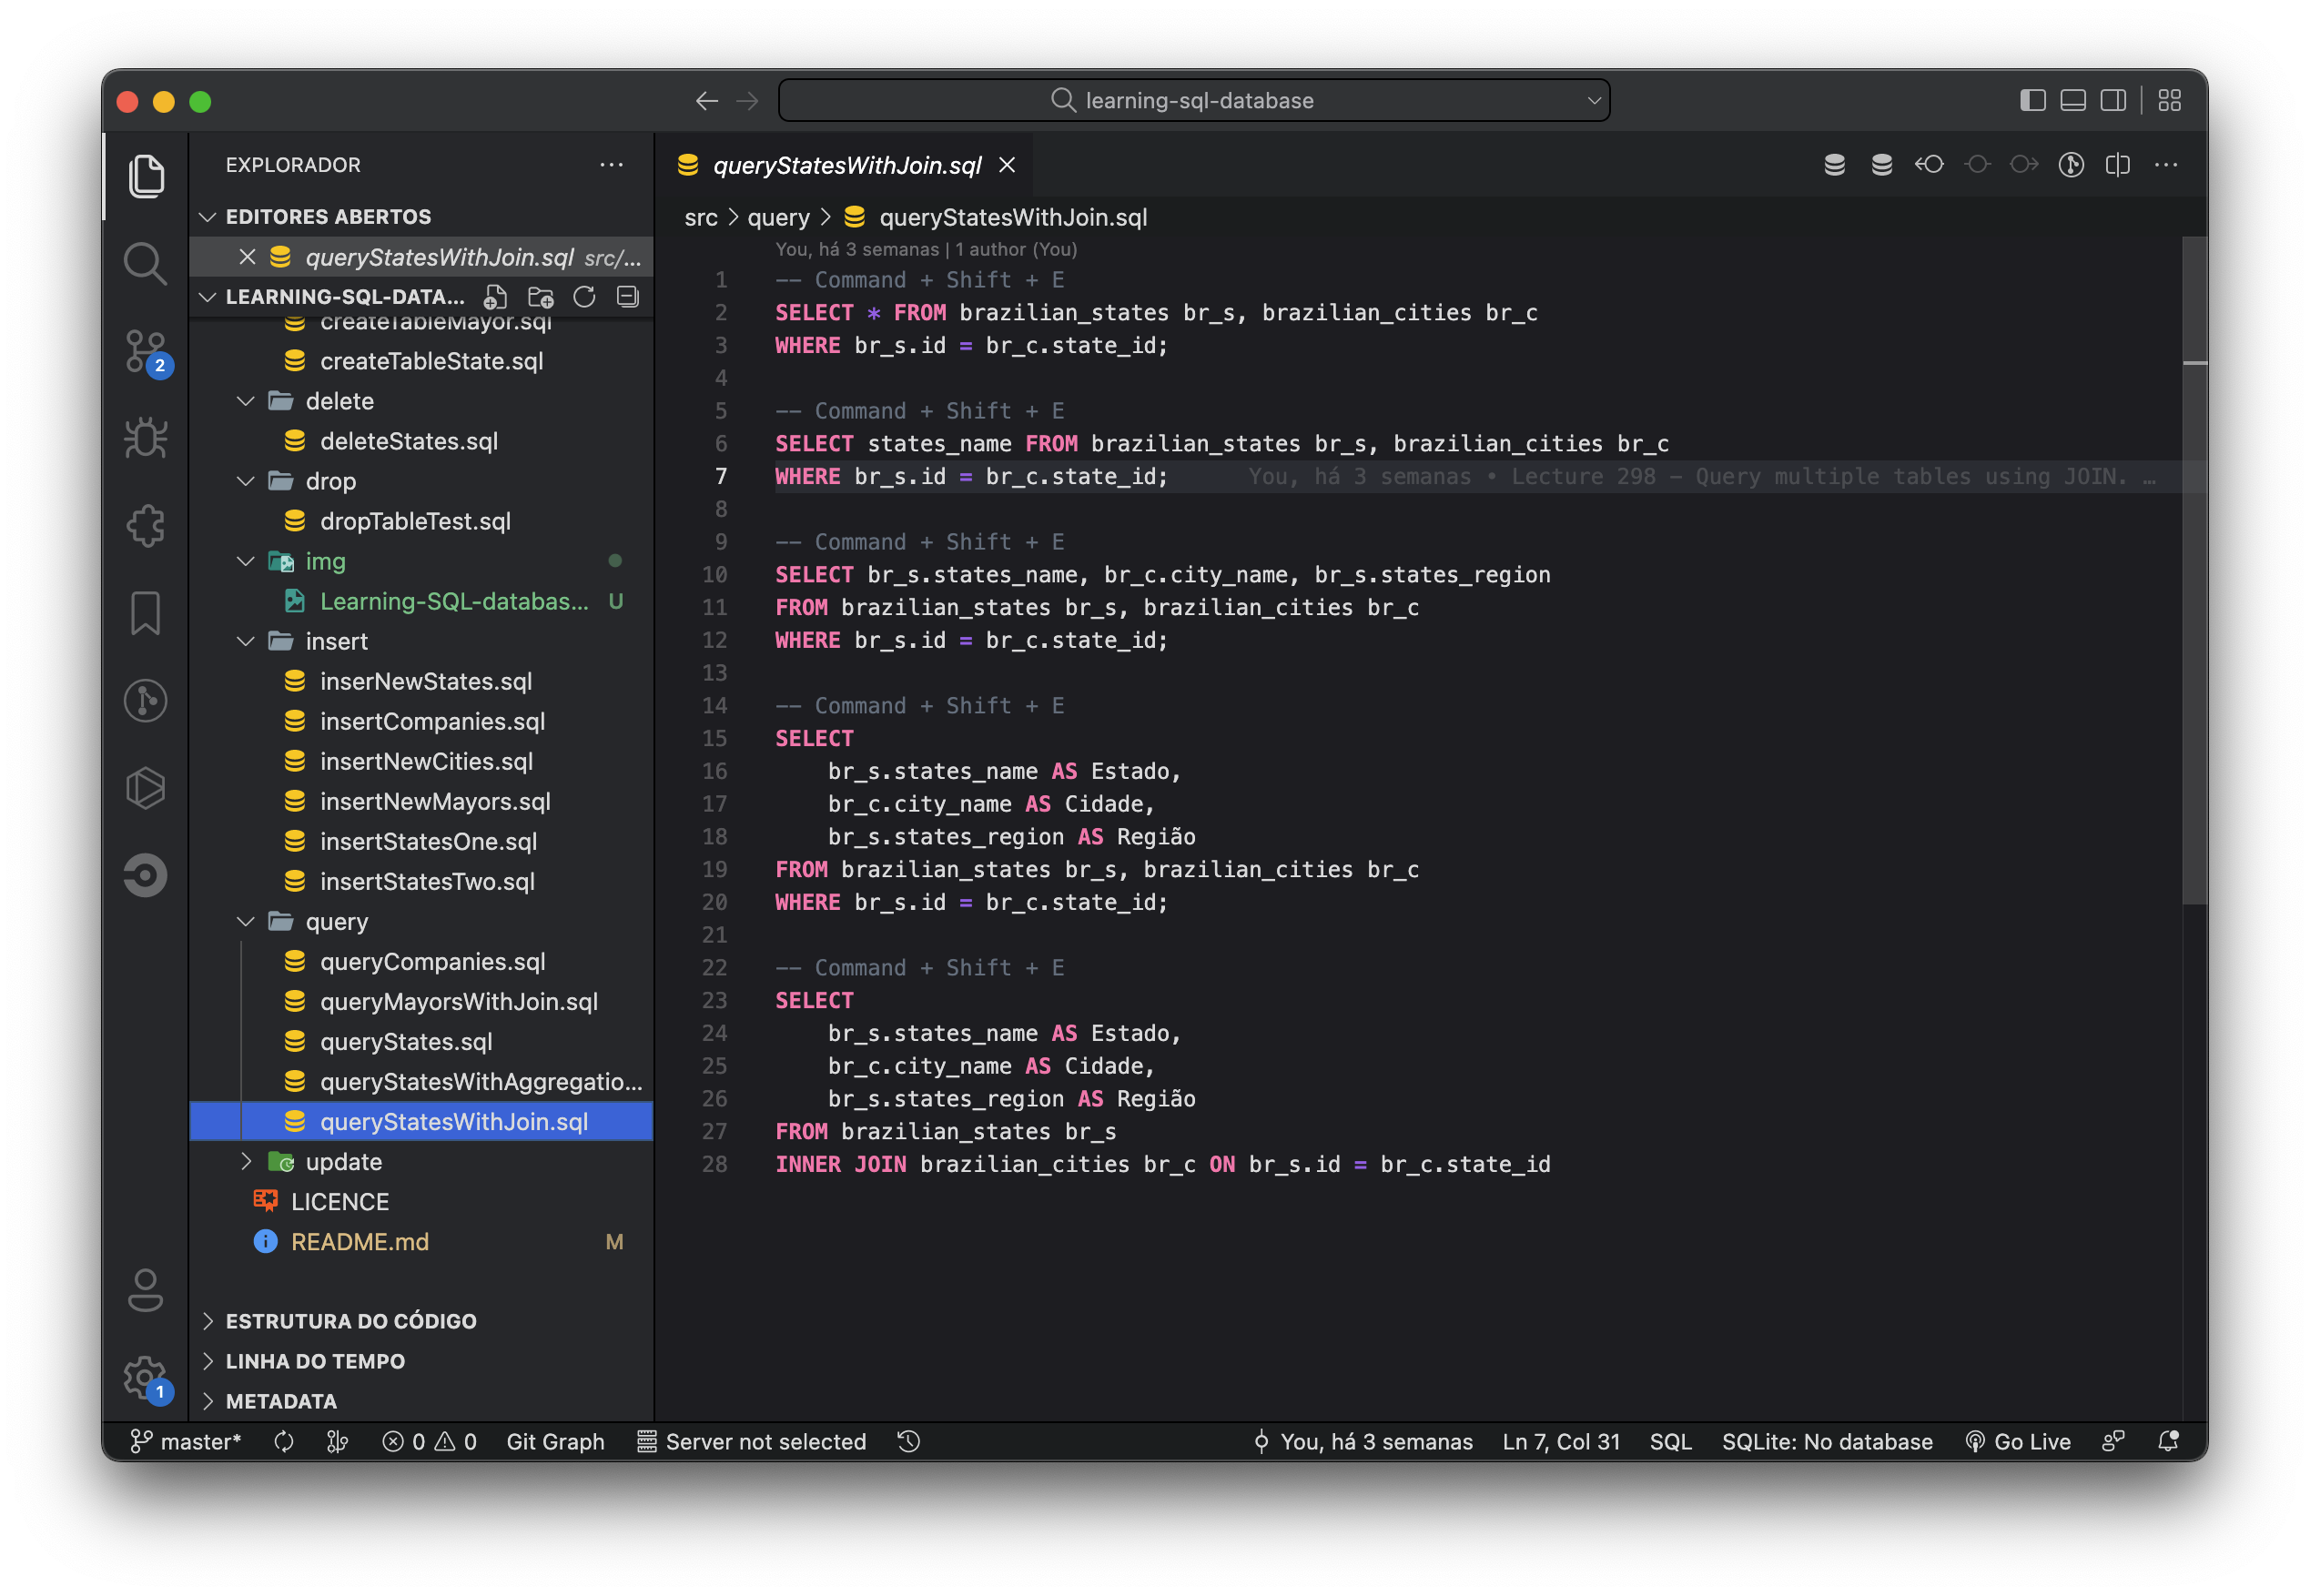 learning-sql-database
EXPLORADOR
EDITORES ABERTOS
queryStatesWithJoin.sql src/...
LEARNING-SQL-DATA...
createTableMayor.sql
createTableState.sql
delete
deleteStates.sql
drop
dropTableTest.sql
img
Learning-SQL-databas... U
insert
inserNewStates.sql
insertCompanies.sql
insertNewCities.sql
insertNewMayors.sql
insertStatesOne.sql
insertStatesTwo.sql
query
queryCompanies.sql
queryMayorsWithJoin.sql
queryStates.sql
queryStatesWithAggregatio...
queryStatesWithJoin.sql
update
LICENCE
README.md M
ESTRUTURA DO CÓDIGO
LINHA DO TEMPO
METADATA
2
1
queryStatesWithJoin.sql
src > query > queryStatesWithJoin.sql
You, há 3 semanas | 1 author (You)
1 -- Command + Shift + E
2 SELECT * FROM brazilian_states br_s, brazilian_cities br_c
3 WHERE br_s.id = br_c.state_id;
4
5 -- Command + Shift + E
6 SELECT states_name FROM brazilian_states br_s, brazilian_cities br_c
7 WHERE br_s.id = br_c.state_id; You, há 3 semanas • Lecture 298 – Query multiple tables using JOIN. …
8
9 -- Command + Shift + E
10 SELECT br_s.states_name, br_c.city_name, br_s.states_region
11 FROM brazilian_states br_s, brazilian_cities br_c
12 WHERE br_s.id = br_c.state_id;
13
14 -- Command + Shift + E
15 SELECT
16 br_s.states_name AS Estado,
17 br_c.city_name AS Cidade,
18 br_s.states_region AS Região
19 FROM brazilian_states br_s, brazilian_cities br_c
20 WHERE br_s.id = br_c.state_id;
21
22 -- Command + Shift + E
23 SELECT
24 br_s.states_name AS Estado,
25 br_c.city_name AS Cidade,
26 br_s.states_region AS Região
27 FROM brazilian_states br_s
28 INNER JOIN brazilian_cities br_c ON br_s.id = br_c.state_id
master* 0 0 Git Graph Server not selected You, há 3 semanas Ln 7, Col 31 SQL SQLite: No database Go Live